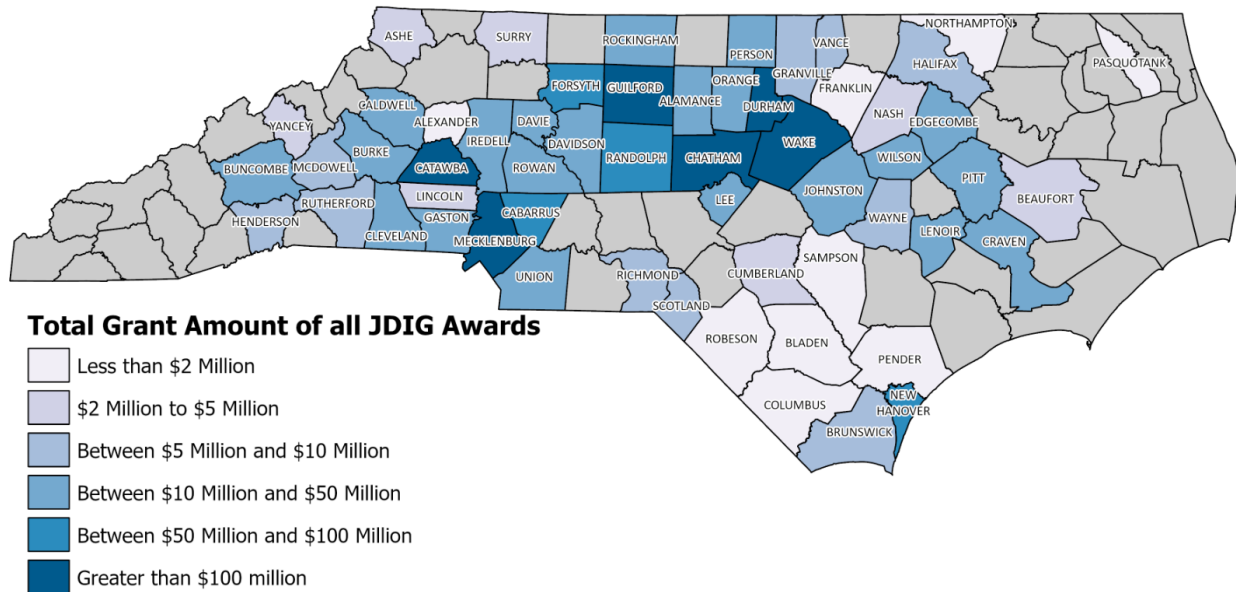 NORTHAMPTON
ASHE
SURRY
ROCKINGHAM
PERSON
VANCE
HALIFAX
PASQUOTANK
GRANVILLE
FORSYTH
GUILFORD
ORANGE
FRANKLIN
ALAMANCE
DURHAM
CALDWELL
NASH
ALEXANDER
DAVIE
EDGECOMBE
YANCEY
IREDELL
DAVIDSON
WAKE
BURKE
RANDOLPH
CHATHAM
WILSON
BUNCOMBE
MCDOWELL
CATAWBA
ROWAN
PITT
JOHNSTON
LINCOLN
LEE
BEAUFORT
RUTHERFORD
CABARRUS
HENDERSON
GASTON
WAYNE
CLEVELAND
MECKLENBURG
LENOIR
CRAVEN
UNION
RICHMOND
CUMBERLAND
SAMPSON
SCOTLAND
ROBESON
BLADEN
PENDER
COLUMBUS
NEW
HANOVER
BRUNSWICK
Total Grant Amount of all JDIG Awards
Less than $2 Million
$2 Million to $5 Million
Between $5 Million and $10 Million
Between $10 Million and $50 Million
Between $50 Million and $100 Million
Greater than $100 million